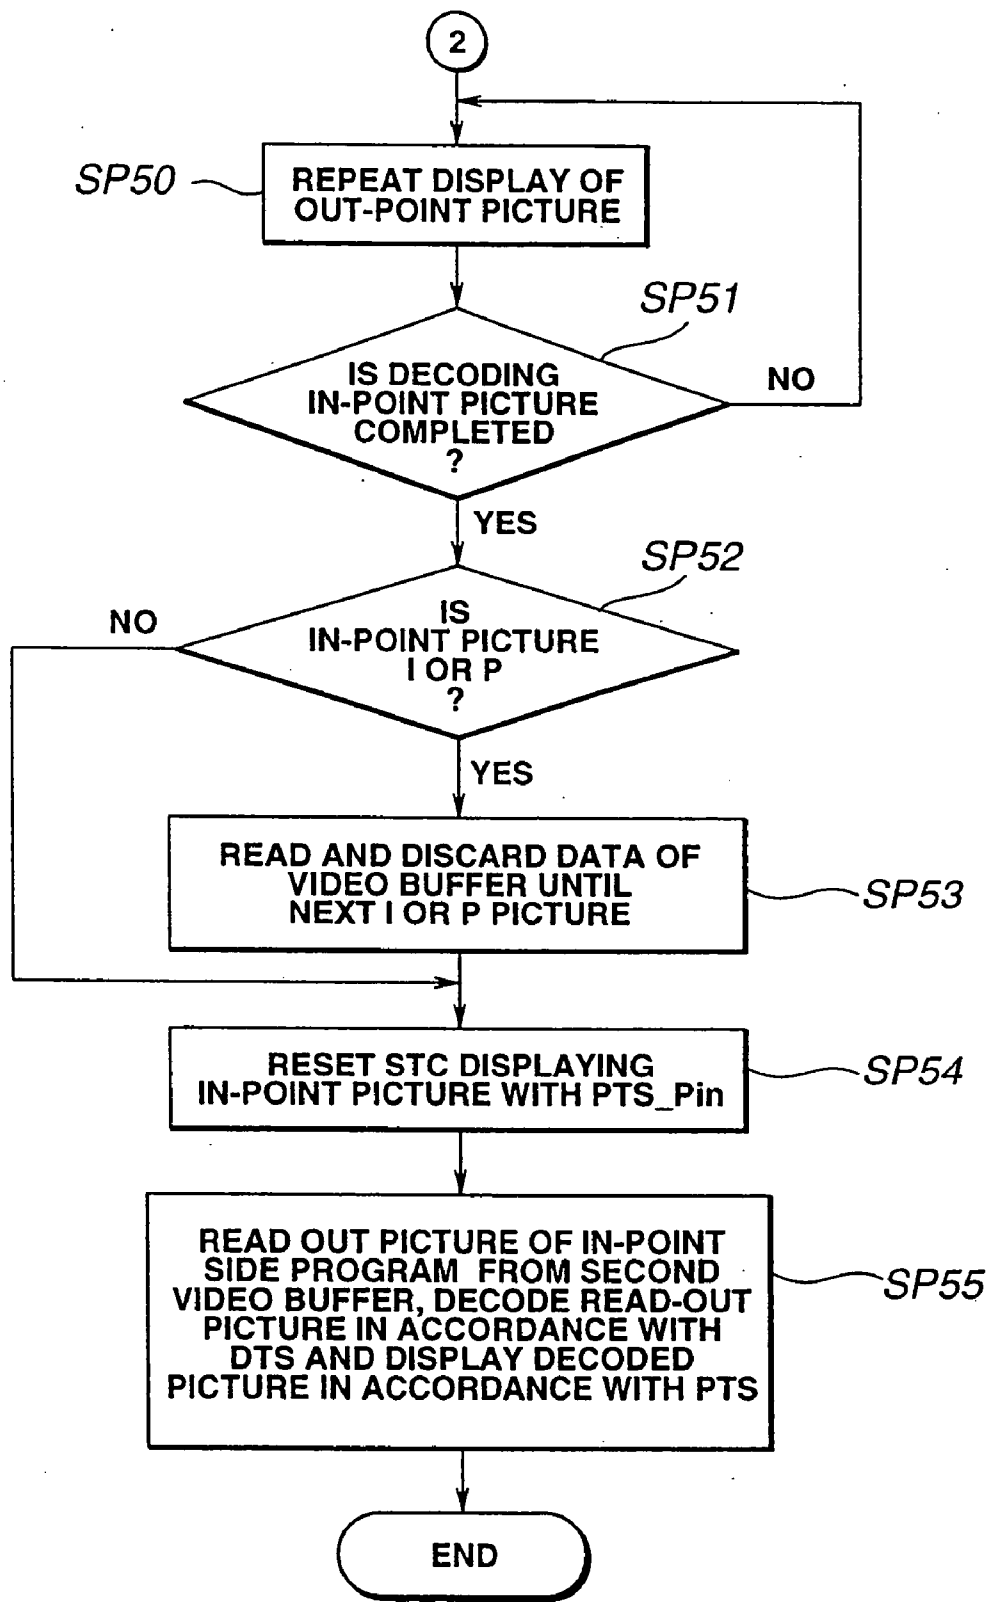 2
SP50
REPEAT DISPLAY OF
OUT-POINT PICTURE
SP51
IS DECODING
IN-POINT PICTURE
COMPLETED
?
NO
YES
SP52
NO
IS
IN-POINT PICTURE
I OR P
?
YES
READ AND DISCARD DATA OF
VIDEO BUFFER UNTIL
NEXT I OR P PICTURE
SP53
RESET STC DISPLAYING
IN-POINT PICTURE WITH PTS_Pin
SP54
READ OUT PICTURE OF IN-POINT
SIDE PROGRAM FROM SECOND
VIDEO BUFFER, DECODE READ-OUT
PICTURE IN ACCORDANCE WITH
DTS AND DISPLAY DECODED
PICTURE IN ACCORDANCE WITH PTS
SP55
END